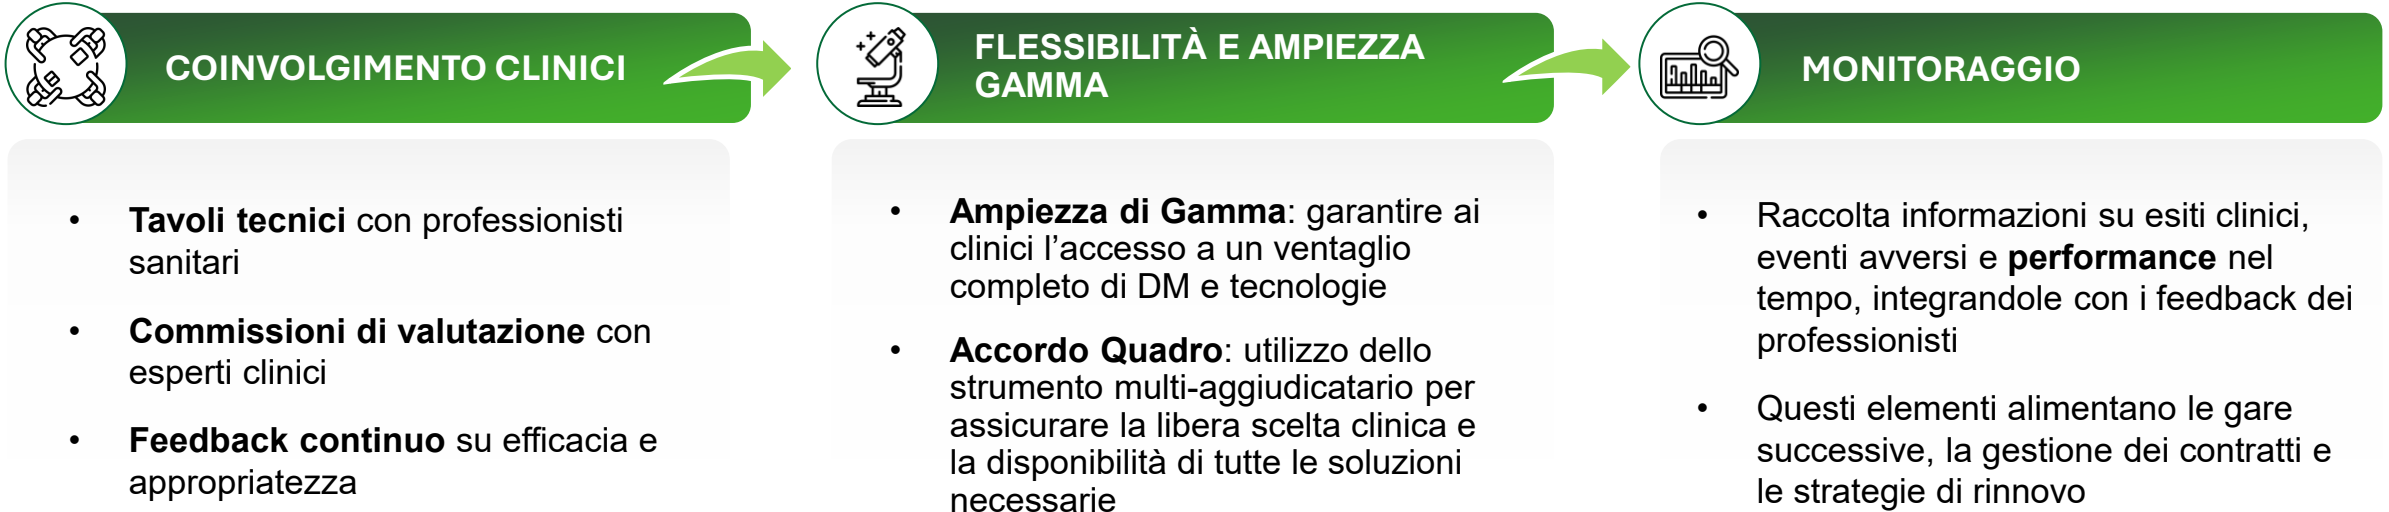 COINVOLGIMENTO CLINICI
• Tavoli tecnici con professionisti
sanitari
• Commissioni di valutazione con
esperti clinici
• Feedback continuo su efficacia e
appropriatezza
FLESSIBILITÀ E AMPIEZZA
GAMMA
• Ampiezza di Gamma: garantire ai
clinici l’accesso a un ventaglio
completo di DM e tecnologie
• Accordo Quadro: utilizzo dello
strumento multi-aggiudicatario per
assicurare la libera scelta clinica e
la disponibilità di tutte le soluzioni
necessarie
MONITORAGGIO
• Raccolta informazioni su esiti clinici,
eventi avversi e performance nel
tempo, integrandole con i feedback dei
professionisti
• Questi elementi alimentano le gare
successive, la gestione dei contratti e
le strategie di rinnovo